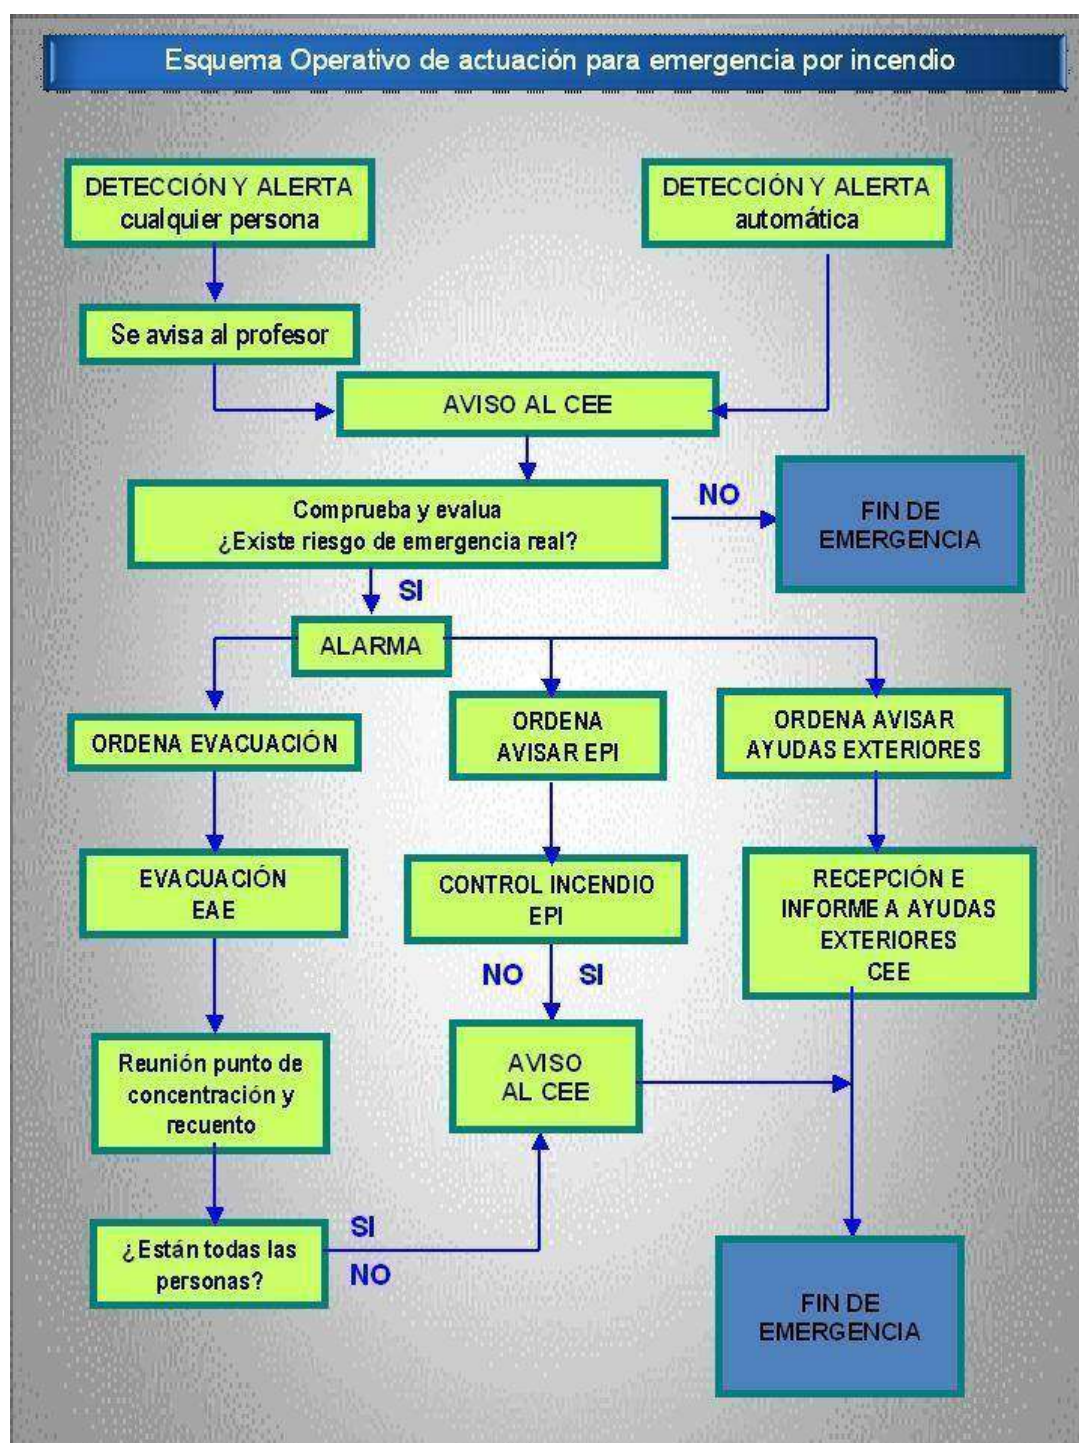 Esquema Operativo de actuación para emergencia por incendio
DETECCIÓN Y ALERTA
cualquier persona
DETECCIÓN Y ALERTA
automática
Se avisa al profesor
AVISO AL CEE
Comprueba y evalua
¿Existe riesgo de emergencia real?
NO
FIN DE
EMERGENCIA
SI
ALARMA
ORDENA EVACUACIÓN
ORDENA
AVISAR EPI
ORDENA AVISAR
AYUDAS EXTERIORES
EVACUACIÓN
EAE
CONTROL INCENDIO
EPI
RECEPCIÓN E
INFORME A AYUDAS
EXTERIORES
CEE
NO
SI
Reunión punto de
concentración y
recuento
AVISO
AL CEE
¿Están todas las
personas?
SI
NO
FIN DE
EMERGENCIA